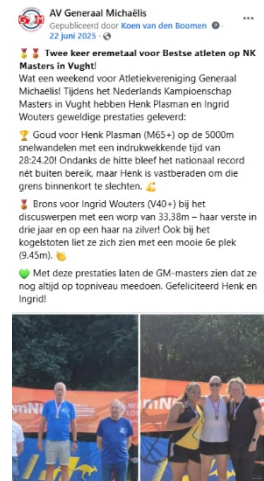 AV Generaal Michaëlis
Gepubliceerd door Koen van den Boomen
22 juni 2025
🏅🏅 Twee keer eremetaal voor Bestse atleten op NK
Masters in Vught!
Wat een weekend voor Atletiekvereniging Generaal
Michaëlis! Tijdens het Nederlands Kampioenschap
Masters in Vught hebben Henk Plasman en Ingrid
Wouters geweldige prestaties geleverd:
🏆 Goud voor Henk Plasman (M65+) op de 5000m
snelwandelen met een indrukwekkende tijd van
28:24.20! Ondanks de hitte bleef het nationaal record
nét buiten bereik, maar Henk is vastberaden om die
grens binnenkort te slechten. 💪
🥉 Brons voor Ingrid Wouters (V40+) bij het
discuswerpen met een worp van 33,38m – haar verste in
drie jaar en op een haar na zilver! Ook bij het
kogelstoten liet ze zich zien met een mooie 6e plek
(9.45m). 👏
💚 Met deze prestaties laten de GM-masters zien dat ze
nog altijd op topniveau meedoen. Gefeliciteerd Henk en
Ingrid!